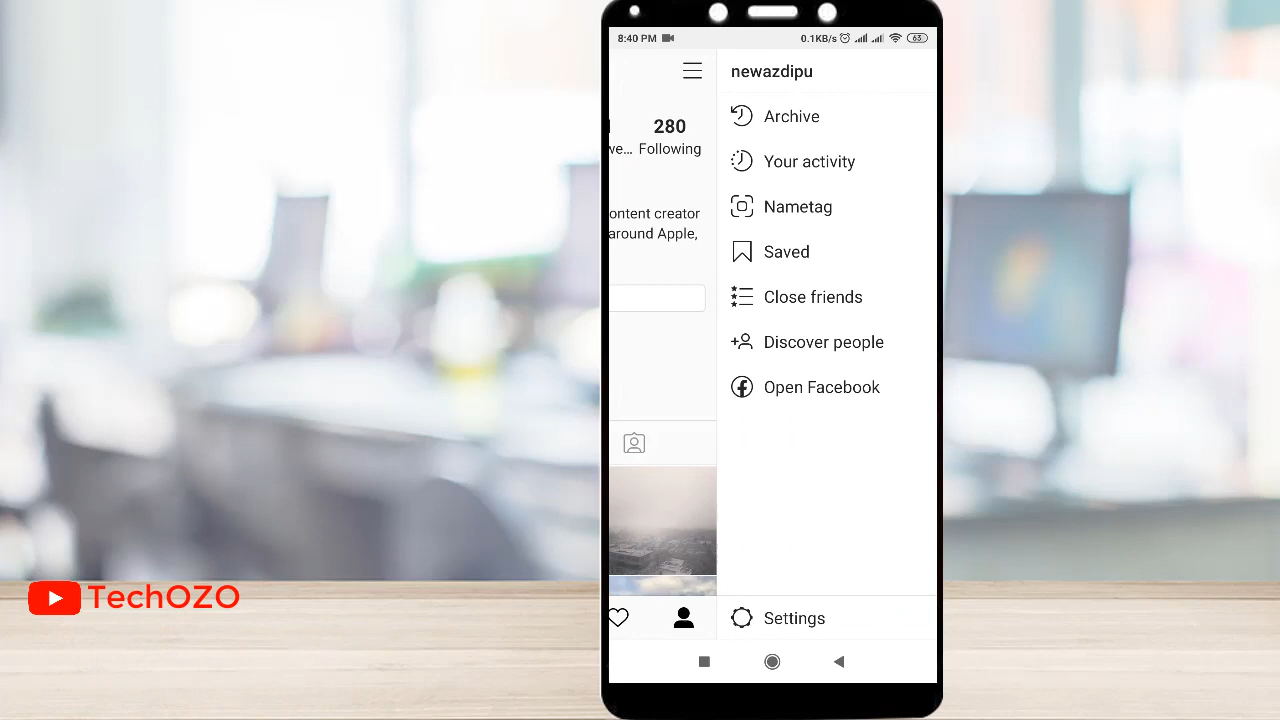 8:40 PM
0.1KB/s
63
newazdipu
280
we... Following
ontent creator
around Apple,
Archive
Your activity
Nametag
Saved
Close friends
Discover people
Open Facebook
Settings
TechOZO